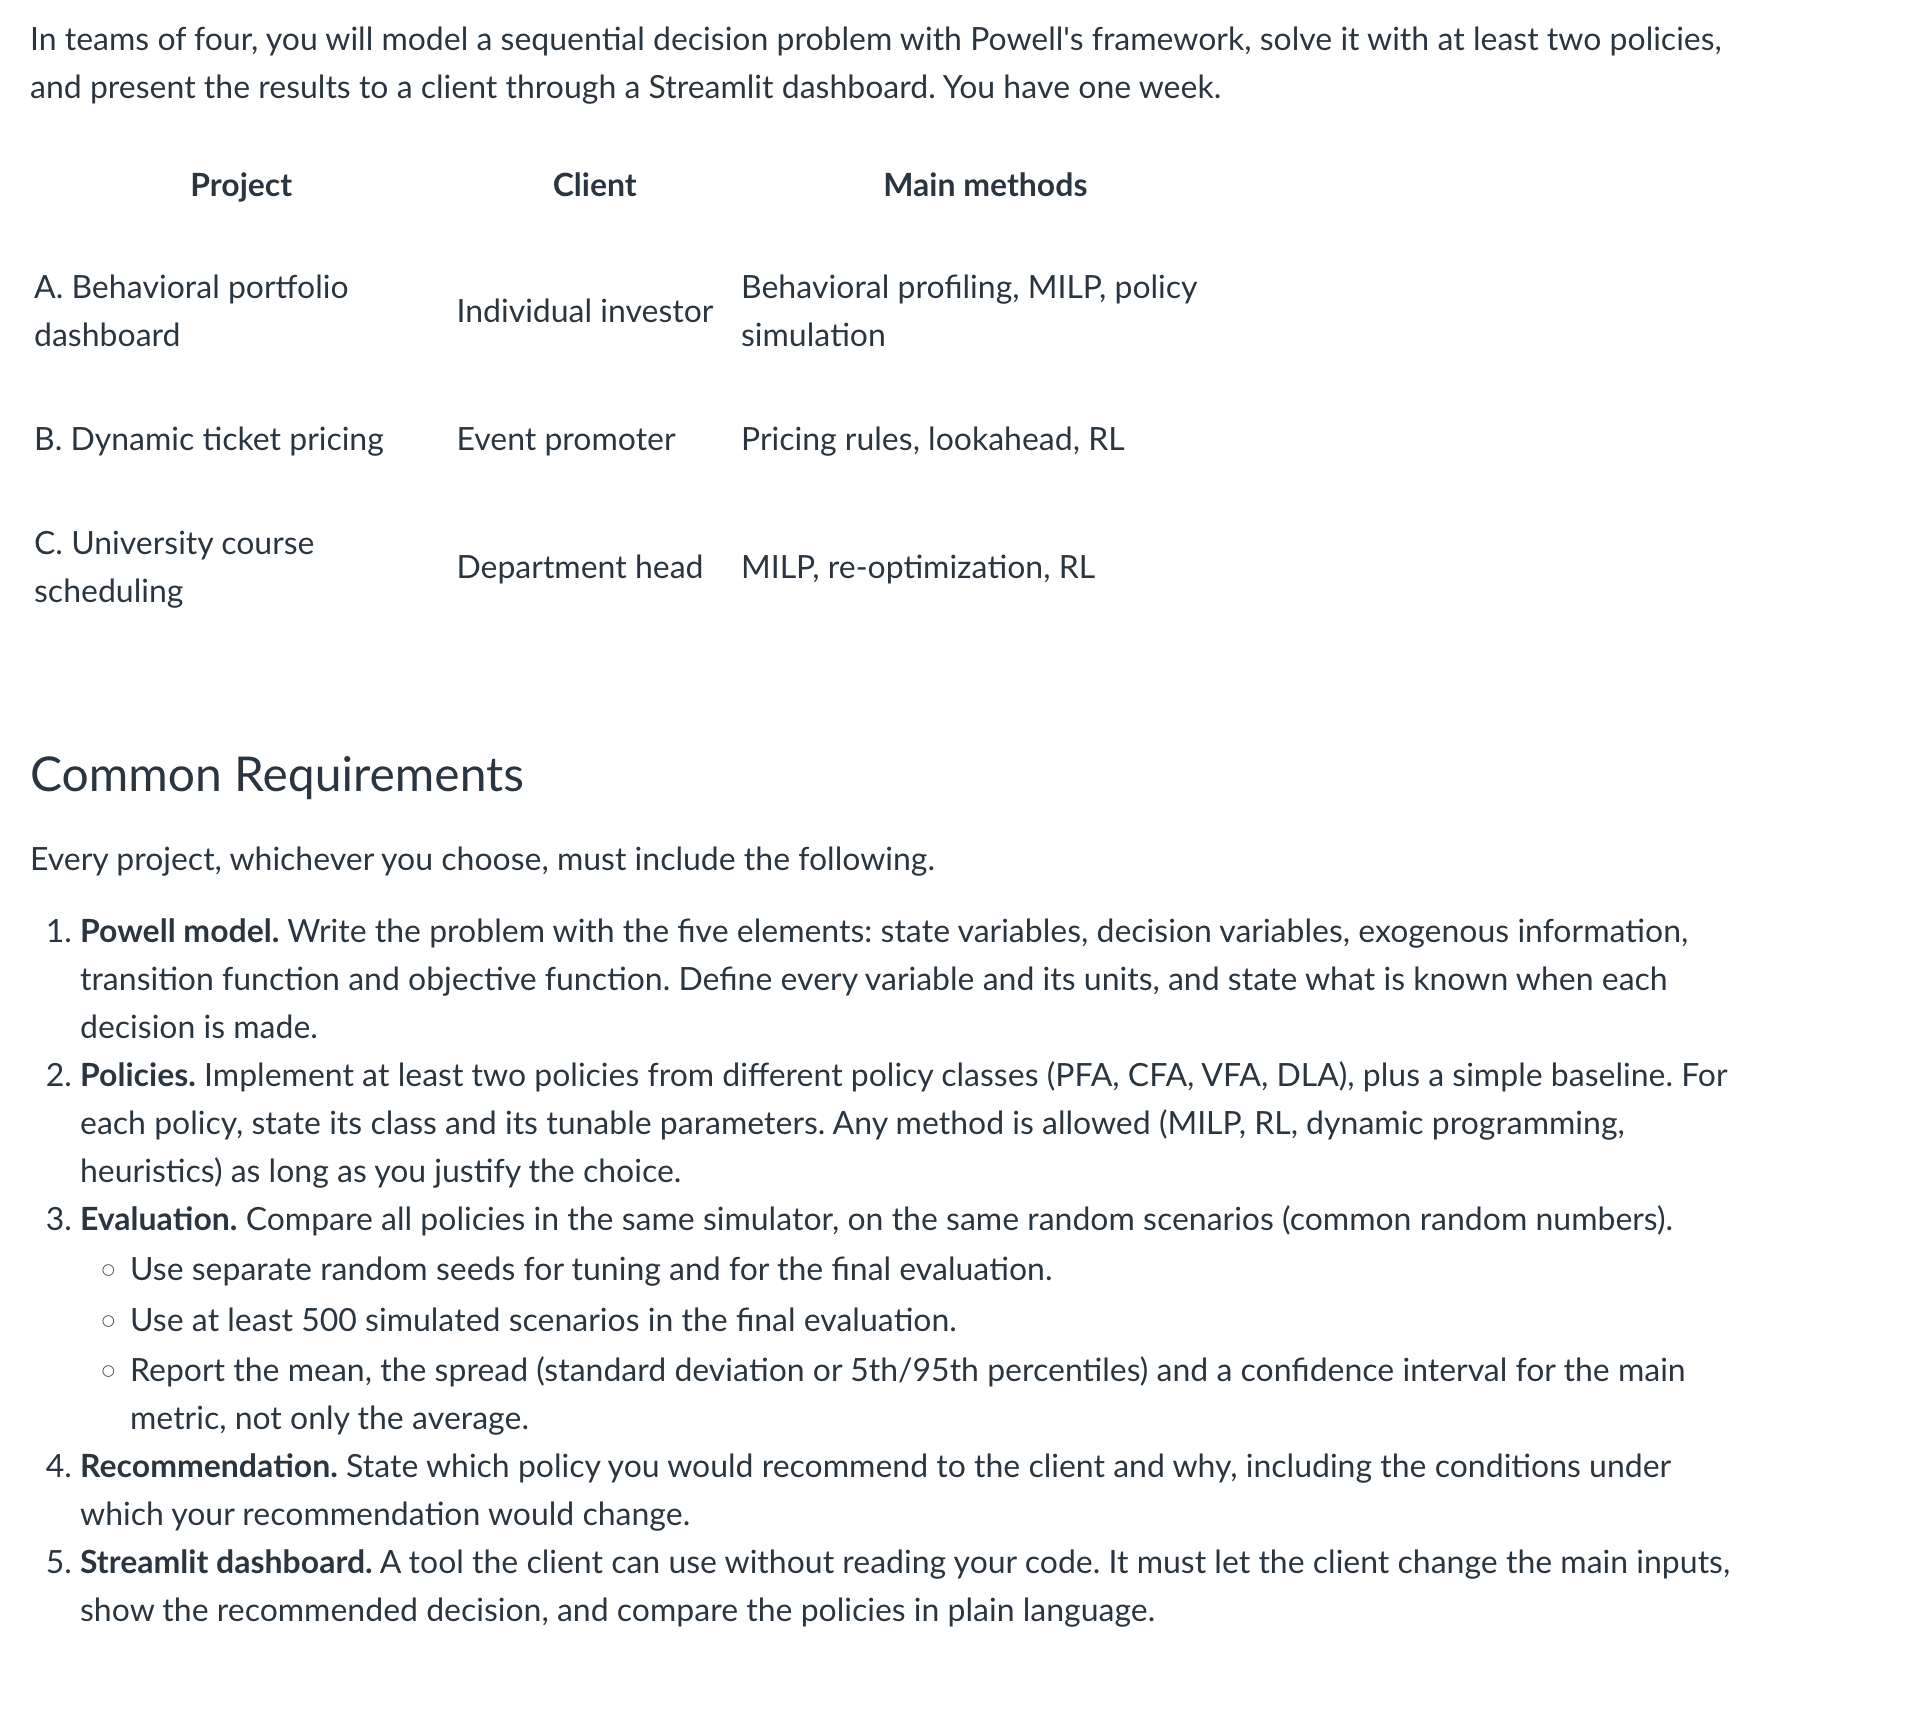 In teams of four, you will model a sequential decision problem with Powell's framework, solve it with at least two policies,
and present the results to a client through a Streamlit dashboard. You have one week.
Project Client Main methods
A. Behavioral portfolio
dashboard
Individual investor
Behavioral profiling, MILP, policy
simulation
B. Dynamic ticket pricing Event promoter Pricing rules, lookahead, RL
C. University course
scheduling
Department head MILP, re-optimization, RL
Common Requirements
Every project, whichever you choose, must include the following.
1. Powell model. Write the problem with the five elements: state variables, decision variables, exogenous information,
transition function and objective function. Define every variable and its units, and state what is known when each
decision is made.
2. Policies. Implement at least two policies from different policy classes (PFA, CFA, VFA, DLA), plus a simple baseline. For
each policy, state its class and its tunable parameters. Any method is allowed (MILP, RL, dynamic programming,
heuristics) as long as you justify the choice.
3. Evaluation. Compare all policies in the same simulator, on the same random scenarios (common random numbers).
○ Use separate random seeds for tuning and for the final evaluation.
○ Use at least 500 simulated scenarios in the final evaluation.
○ Report the mean, the spread (standard deviation or 5th/95th percentiles) and a confidence interval for the main
metric, not only the average.
4. Recommendation. State which policy you would recommend to the client and why, including the conditions under
which your recommendation would change.
5. Streamlit dashboard. A tool the client can use without reading your code. It must let the client change the main inputs,
show the recommended decision, and compare the policies in plain language.